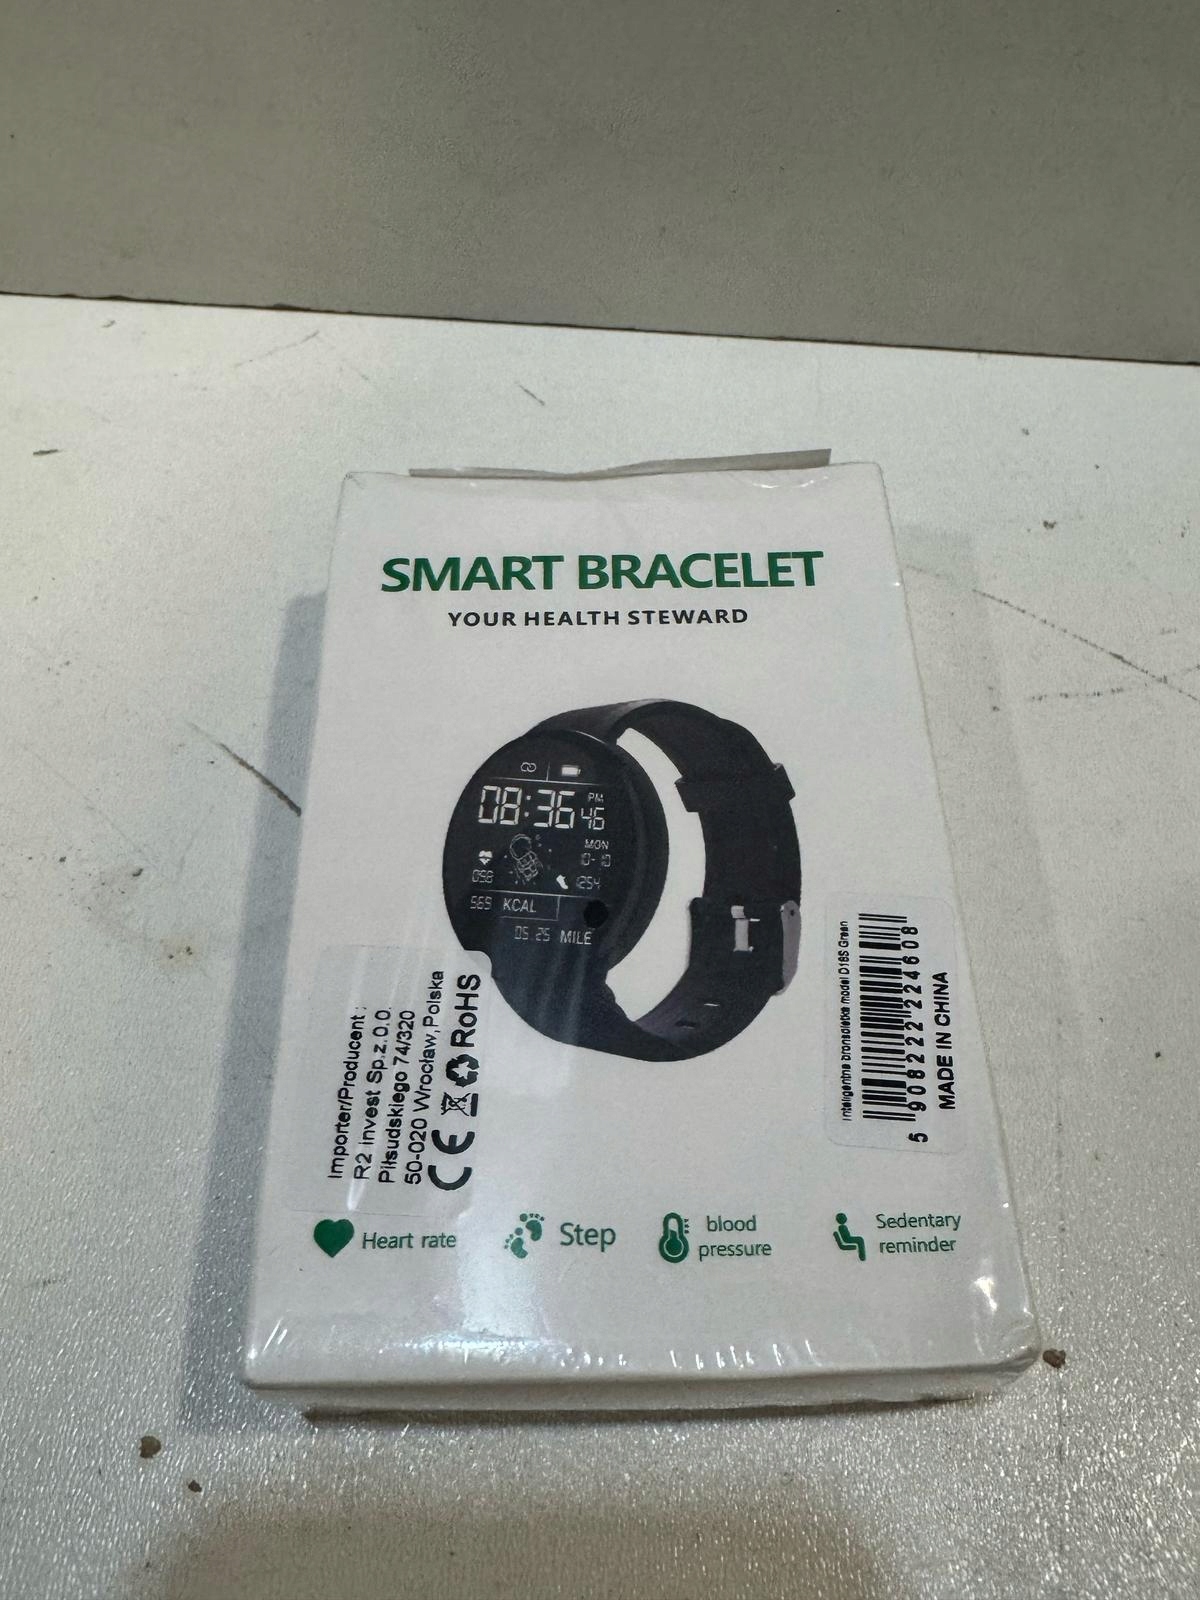 SMART BRACELET
YOUR HEALTH STEWARD
08:36
PM
46
MON
10-10
098
1254
569 KCAL
05.25 MILE
Importer/Producent :
R2 Invest Sp.z.o.o.
Piłsudskiego 74/320
50-020 Wrocław,Polska
CE RoHS
Inteligentna bransoletka model D18S Green
5 908222 224608
MADE IN CHINA
Heart rate
Step
blood
pressure
Sedentary
reminder